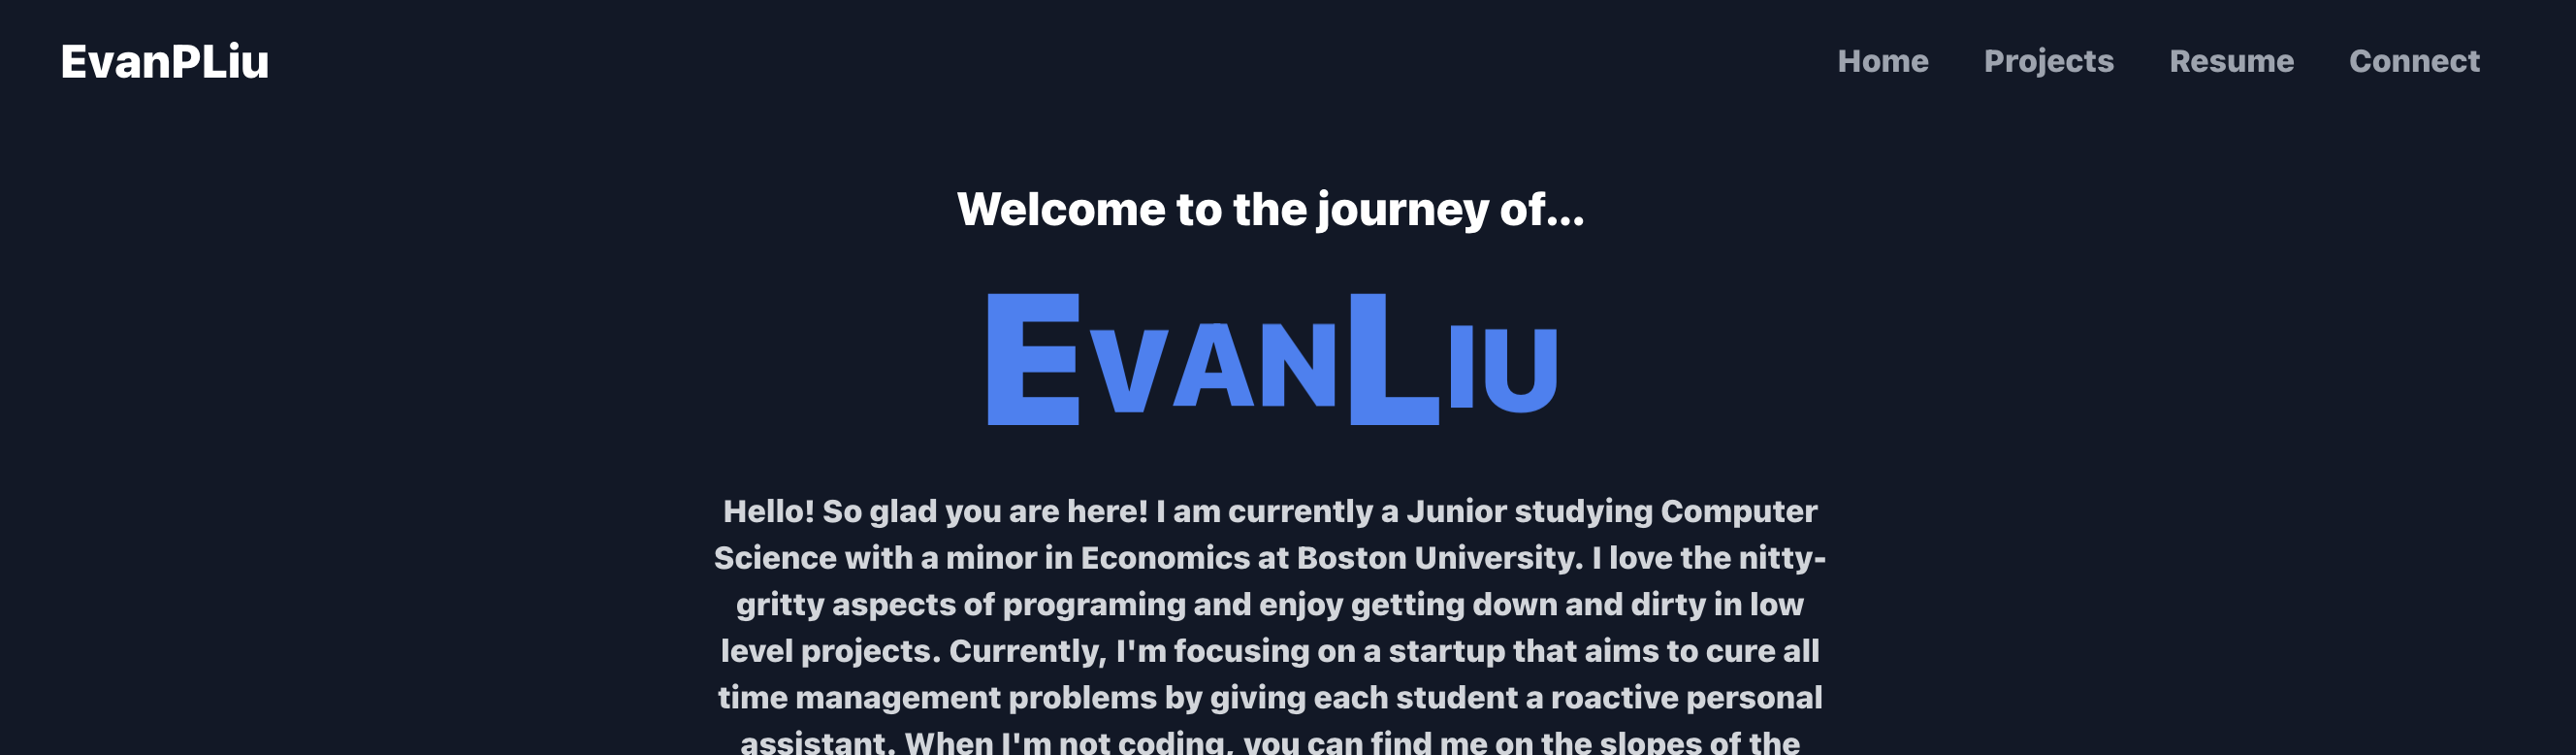 EvanPLiu
Home Projects Resume Connect
Welcome to the journey of...
EVANLIU
Hello! So glad you are here! I am currently a Junior studying Computer
Science with a minor in Economics at Boston University. I love the nitty-
gritty aspects of programing and enjoy getting down and dirty in low
level projects. Currently, I'm focusing on a startup that aims to cure all
time management problems by giving each student a roactive personal
assistant. When I'm not coding, you can find me on the slopes of the